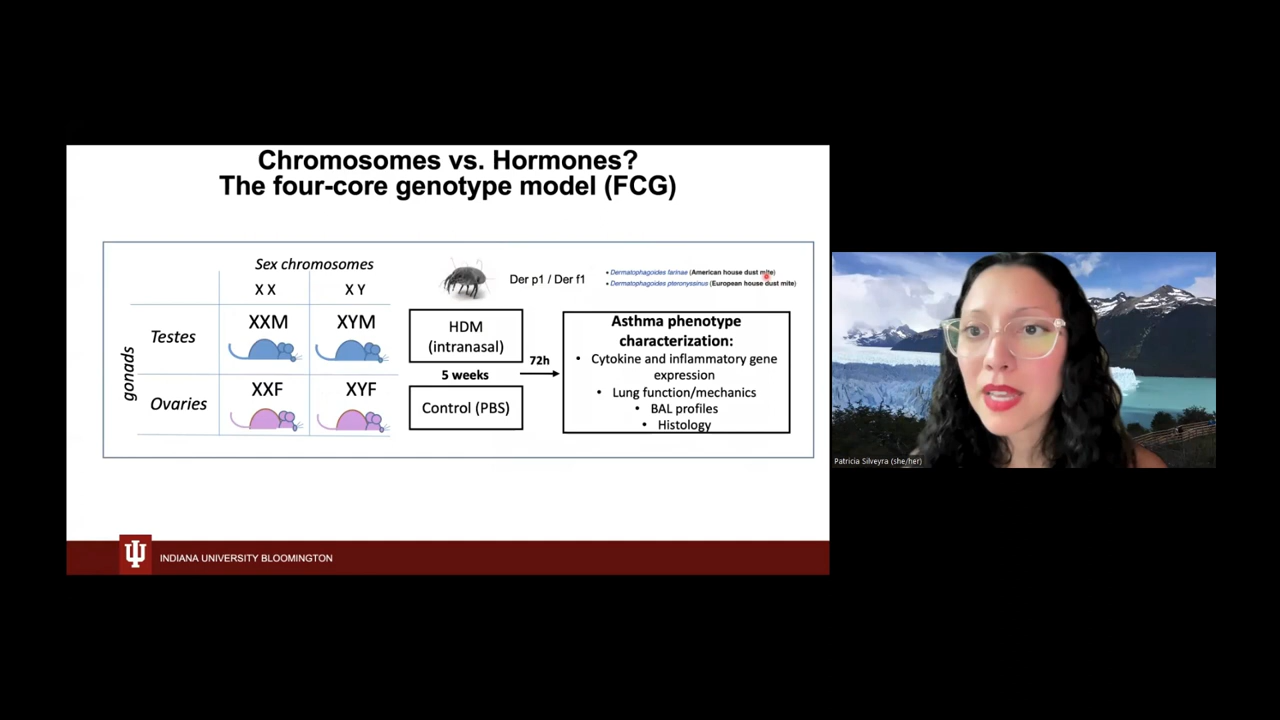 Chromosomes vs. Hormones?
The four-core genotype model (FCG)
Sex chromosomes
X X
X Y
gonads
Testes
XXM
XYM
Ovaries
XXF
XYF
Der p1 / Der f1
• Dermatophagoides farinae (American house dust mite)
• Dermatophagoides pteronyssinus (European house dust mite)
HDM
(intranasal)
5 weeks
Control (PBS)
72h
Asthma phenotype
characterization:
• Cytokine and inflammatory gene
expression
• Lung function/mechanics
• BAL profiles
• Histology
INDIANA UNIVERSITY BLOOMINGTON
Patricia Silveyra (she/her)